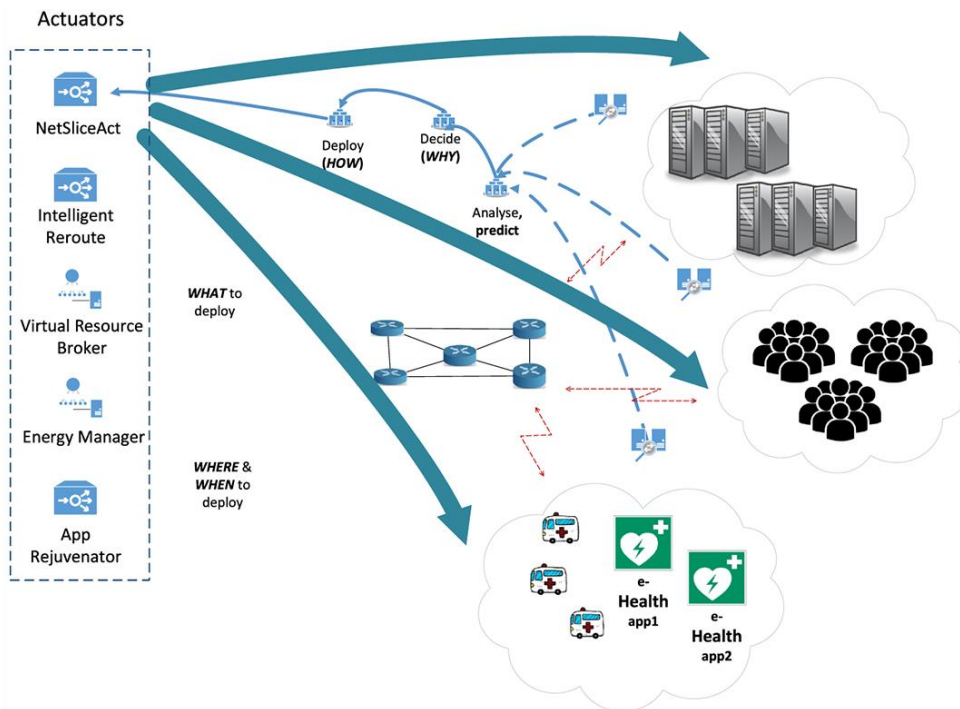 Actuators
NetSliceAct
Intelligent
Reroute
Virtual Resource
Broker
Energy Manager
App
Rejuvenator
Deploy
(HOW)
Decide
(WHY)
Analyse,
predict
WHAT to
deploy
WHERE &
WHEN to
deploy
e-
Health
app1
e-
Health
app2